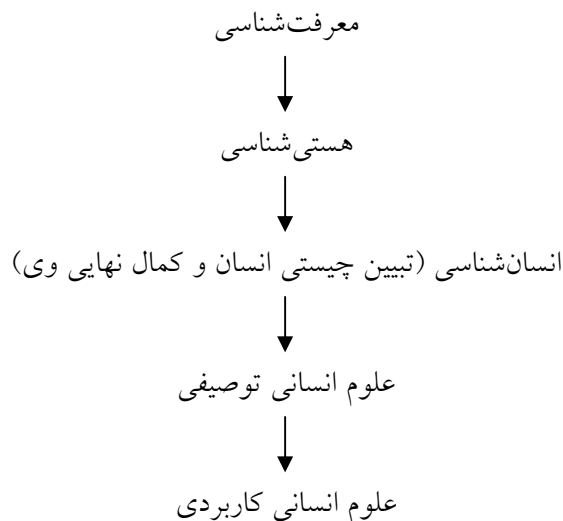 معرفت‌شناسی
هستی‌شناسی
انسان‌شناسی (تبیین چیستی انسان و کمال نهایی وی)
علوم انسانی توصیفی
علوم انسانی کاربردی